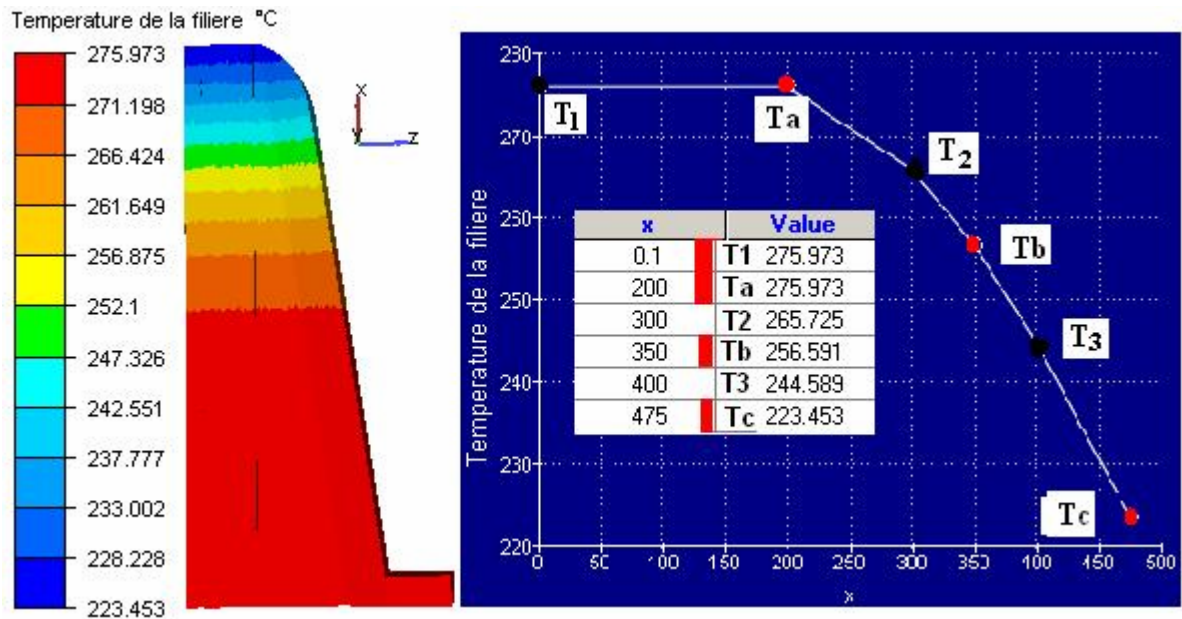 Temperature de la filiere °C
275.973
271.198
266.424
261.649
256.875
252.1
247.326
242.551
237.777
233.002
228.228
223.453
X
Y
Z
Temperature de la filiere
230
270
260
250
240
230
220
0 50 100 150 200 250 300 350 400 450 500
x
T1
Ta
T2
Tb
T3
Tc
x Value
0.1 T1 275.973
200 Ta 275.973
300 T2 265.725
350 Tb 256.591
400 T3 244.589
475 Tc 223.453